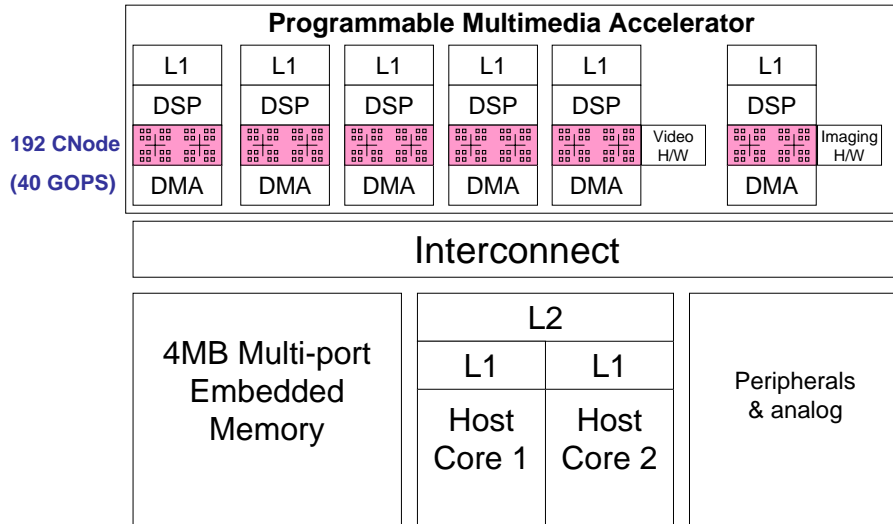 Programmable Multimedia Accelerator
L1 L1 L1 L1 L1 L1
DSP DSP DSP DSP DSP DSP
192 CNode
Video
H/W
Imaging
H/W
(40 GOPS)
DMA DMA DMA DMA DMA DMA
Interconnect
4MB Multi-port
Embedded
Memory
L2
L1 L1
Host
Core 1
Host
Core 2
Peripherals
& analog